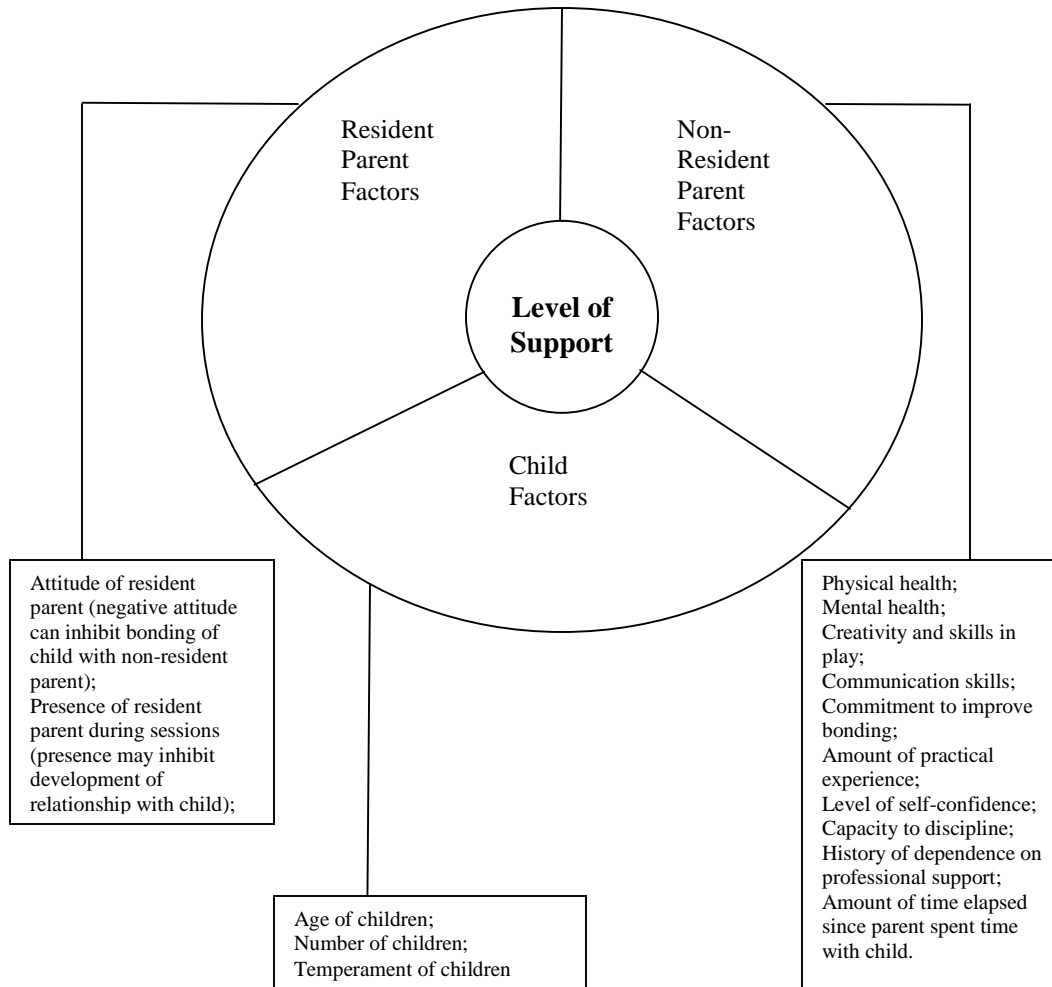 Resident
Parent
Factors
Non-
Resident
Parent
Factors
Level of
Support
Child
Factors
Attitude of resident
parent (negative attitude
can inhibit bonding of
child with non-resident
parent);
Presence of resident
parent during sessions
(presence may inhibit
development of
relationship with child);
Physical health;
Mental health;
Creativity and skills in
play;
Communication skills;
Commitment to improve
bonding;
Amount of practical
experience;
Level of self-confidence;
Capacity to discipline;
History of dependence on
professional support;
Amount of time elapsed
since parent spent time
with child.
Age of children;
Number of children;
Temperament of children